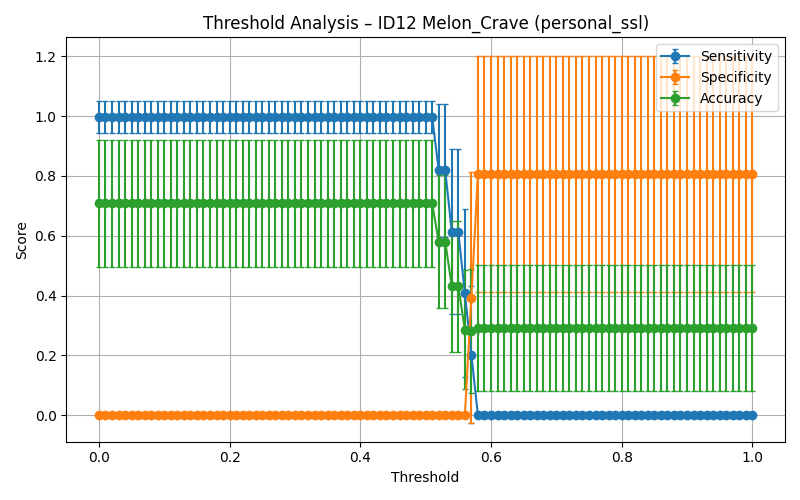 Threshold Analysis – ID12 Melon_Crave (personal_ssl)
Sensitivity
Specificity
Accuracy
1.2
1.0
0.8
0.6
0.4
0.2
0.0
Score
0.0 0.2 0.4 0.6 0.8 1.0
Threshold